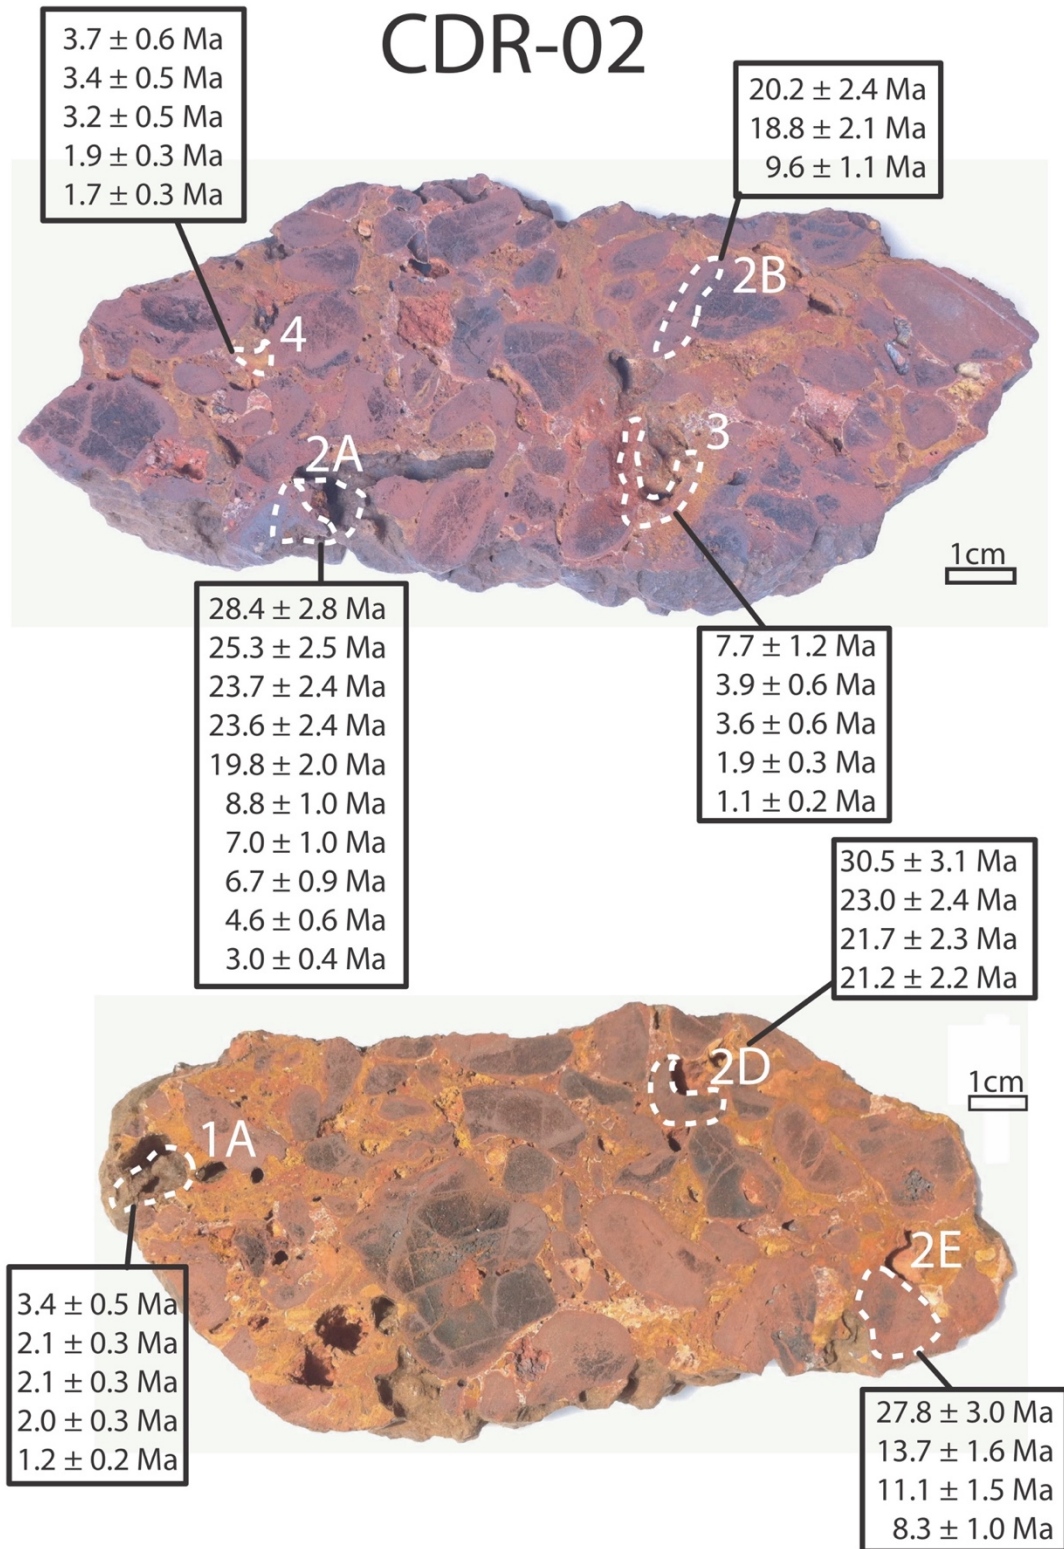 CDR-02
3.7 ± 0.6 Ma
3.4 ± 0.5 Ma
3.2 ± 0.5 Ma
1.9 ± 0.3 Ma
1.7 ± 0.3 Ma
20.2 ± 2.4 Ma
18.8 ± 2.1 Ma
9.6 ± 1.1 Ma
2B
4
3
2A
1cm
28.4 ± 2.8 Ma
25.3 ± 2.5 Ma
23.7 ± 2.4 Ma
23.6 ± 2.4 Ma
19.8 ± 2.0 Ma
8.8 ± 1.0 Ma
7.0 ± 1.0 Ma
6.7 ± 0.9 Ma
4.6 ± 0.6 Ma
3.0 ± 0.4 Ma
7.7 ± 1.2 Ma
3.9 ± 0.6 Ma
3.6 ± 0.6 Ma
1.9 ± 0.3 Ma
1.1 ± 0.2 Ma
30.5 ± 3.1 Ma
23.0 ± 2.4 Ma
21.7 ± 2.3 Ma
21.2 ± 2.2 Ma
2D
1cm
1A
2E
3.4 ± 0.5 Ma
2.1 ± 0.3 Ma
2.1 ± 0.3 Ma
2.0 ± 0.3 Ma
1.2 ± 0.2 Ma
27.8 ± 3.0 Ma
13.7 ± 1.6 Ma
11.1 ± 1.5 Ma
8.3 ± 1.0 Ma